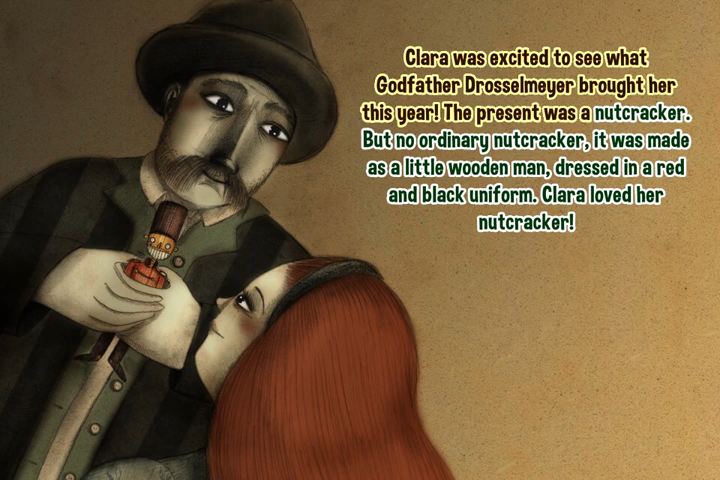 Clara was excited to see what
Godfather Drosselmeyer brought her
this year! The present was a nutcracker.
But no ordinary nutcracker, it was made
as a little wooden man, dressed in a red
and black uniform. Clara loved her
nutcracker!